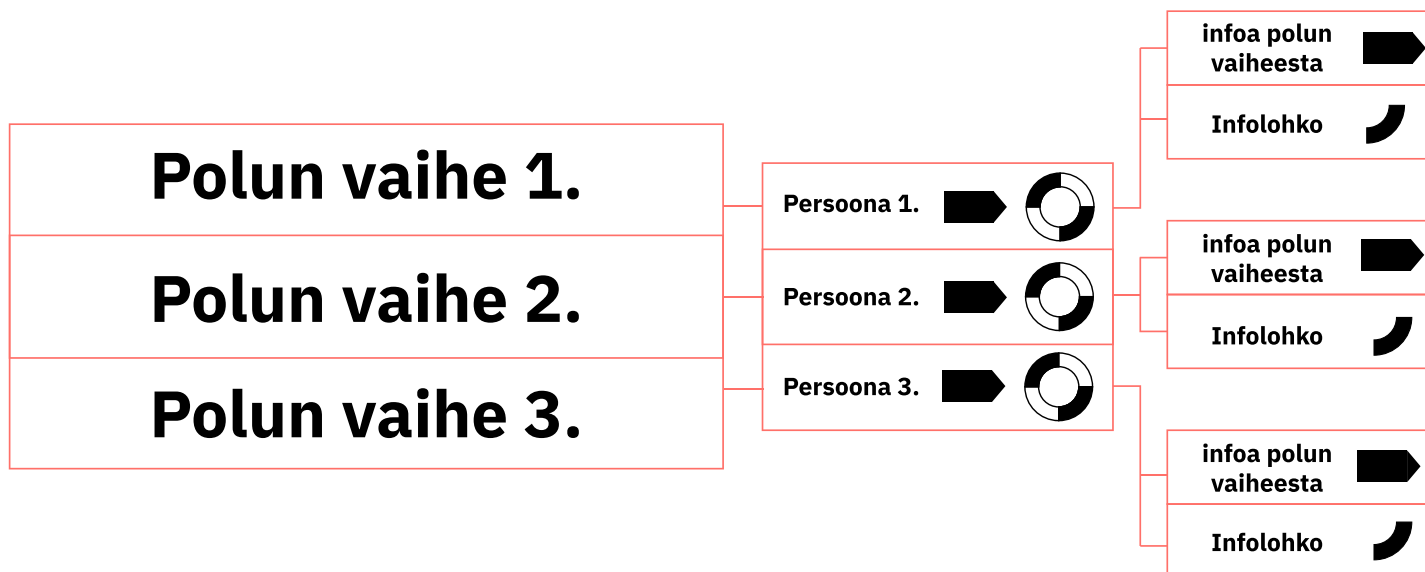 Polun vaihe 1.
Polun vaihe 2.
Polun vaihe 3.
Persoona 1.
Persoona 2.
Persoona 3.
infoa polun
vaiheesta
Infolohko
infoa polun
vaiheesta
Infolohko
infoa polun
vaiheesta
Infolohko